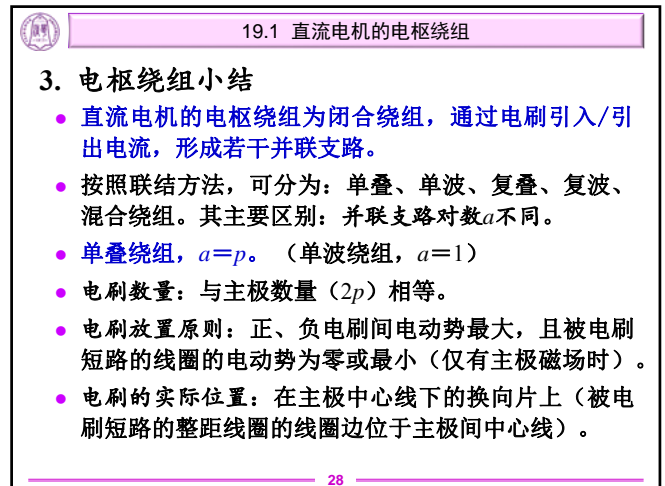 19.1 直流电机的电枢绕组
3. 电枢绕组小结
• 直流电机的电枢绕组为闭合绕组，通过电刷引入/引
出电流，形成若干并联支路。
• 按照联结方法，可分为：单叠、单波、复叠、复波、
混合绕组。其主要区别：并联支路对数a不同。
• 单叠绕组，a＝p。（单波绕组，a＝1）
• 电刷数量：与主极数量（2p）相等。
• 电刷放置原则：正、负电刷间电动势最大，且被电刷
短路的线圈的电动势为零或最小（仅有主极磁场时）。
• 电刷的实际位置：在主极中心线下的换向片上（被电
刷短路的整距线圈的线圈边位于主极间中心线）。
28